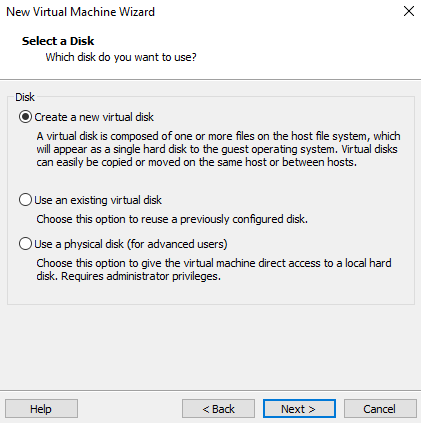 New Virtual Machine Wizard
Select a Disk
Which disk do you want to use?
Disk
Create a new virtual disk
A virtual disk is composed of one or more files on the host file system, which
will appear as a single hard disk to the guest operating system. Virtual disks
can easily be copied or moved on the same host or between hosts.
Use an existing virtual disk
Choose this option to reuse a previously configured disk.
Use a physical disk (for advanced users)
Choose this option to give the virtual machine direct access to a local hard
disk. Requires administrator privileges.
Help
< Back
Next >
Cancel